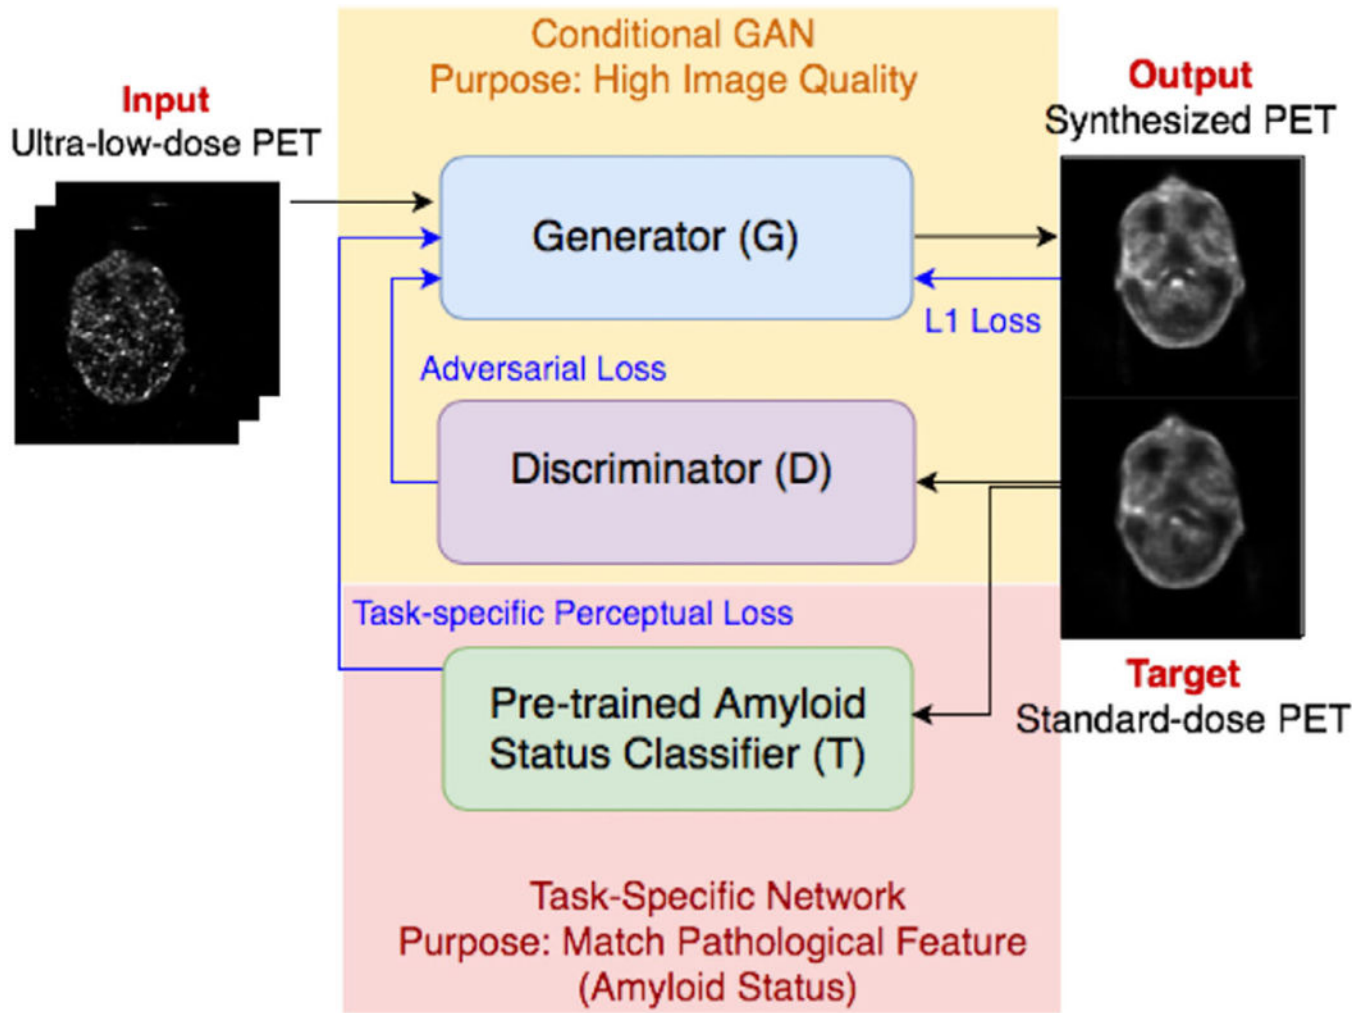 Conditional GAN
Purpose: High Image Quality
Input
Ultra-low-dose PET
Output
Synthesized PET
Generator (G)
L1 Loss
Adversarial Loss
Discriminator (D)
Task-specific Perceptual Loss
Pre-trained Amyloid
Status Classifier (T)
Target
Standard-dose PET
Task-Specific Network
Purpose: Match Pathological Feature
(Amyloid Status)